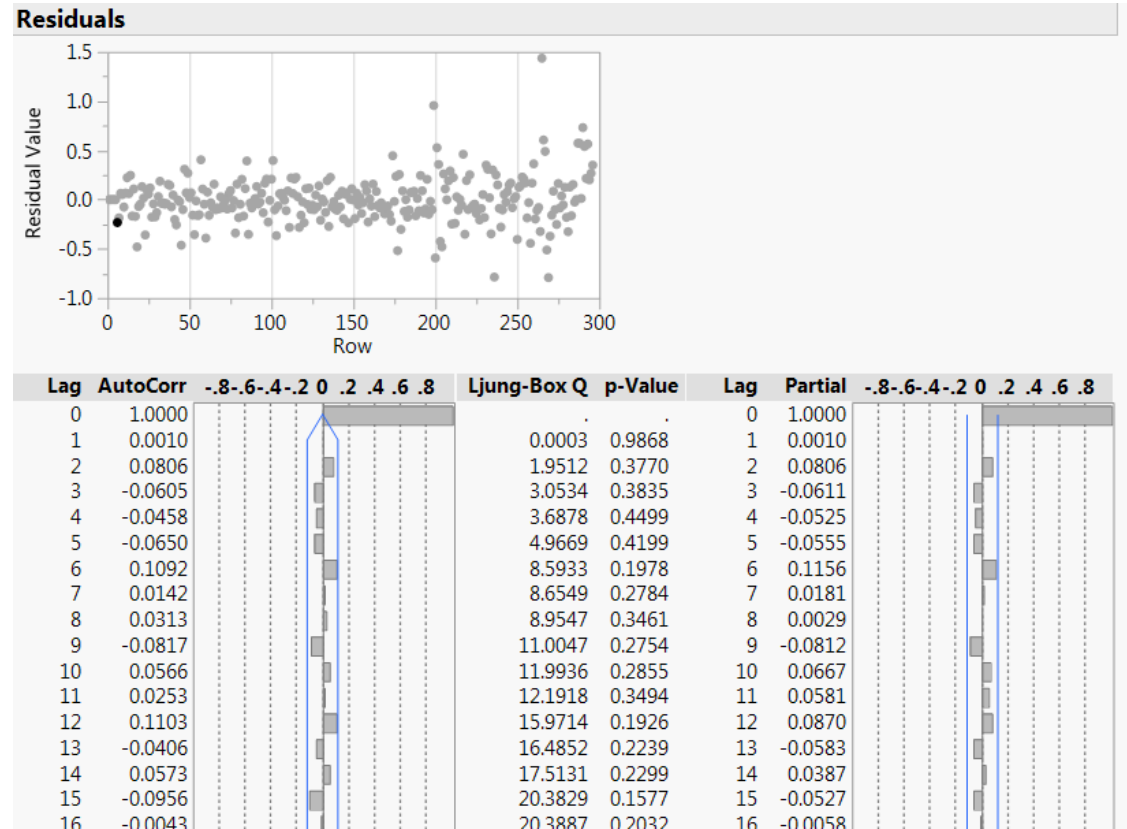 Residuals
1.5
1.0
0.5
0.0
-0.5
-1.0
Residual Value
0 50 100 150 200 250 300
Row
Lag AutoCorr -.8-.6-.4-.2 0 .2 .4 .6 .8 Ljung-Box Q p-Value Lag Partial -.8-.6-.4-.2 0 .2 .4 .6 .8
0 1.0000 . . 0 1.0000
1 0.0010 0.0003 0.9868 1 0.0010
2 0.0806 1.9512 0.3770 2 0.0806
3 -0.0605 3.0534 0.3835 3 -0.0611
4 -0.0458 3.6878 0.4499 4 -0.0525
5 -0.0650 4.9669 0.4199 5 -0.0555
6 0.1092 8.5933 0.1978 6 0.1156
7 0.0142 8.6549 0.2784 7 0.0181
8 0.0313 8.9547 0.3461 8 0.0029
9 -0.0817 11.0047 0.2754 9 -0.0812
10 0.0566 11.9936 0.2855 10 0.0667
11 0.0253 12.1918 0.3494 11 0.0581
12 0.1103 15.9714 0.1926 12 0.0870
13 -0.0406 16.4852 0.2239 13 -0.0583
14 0.0573 17.5131 0.2299 14 0.0387
15 -0.0956 20.3829 0.1577 15 -0.0527
16 -0.0043 20.3887 0.2032 16 -0.0058